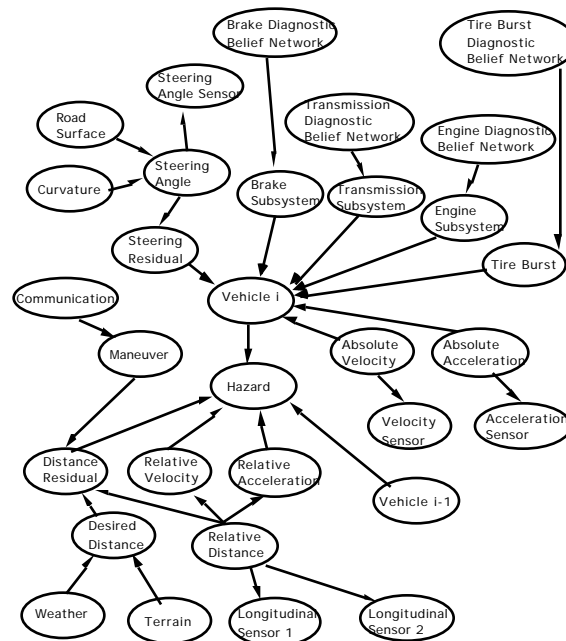 Brake Diagnostic
Belief Network
Tire Burst
Diagnostic
Belief Network
Steering
Angle Sensor
Transmission
Diagnostic
Belief Network
Road
Surface
Engine Diagnostic
Belief Network
Steering
Angle
Curvature
Brake
Subsystem
Transmission
Subsystem
Engine
Subsystem
Steering
Residual
Tire Burst
Communication
Vehicle i
Maneuver
Absolute
Velocity
Absolute
Acceleration
Hazard
Velocity
Sensor
Acceleration
Sensor
Distance
Residual
Relative
Velocity
Relative
Acceleration
Vehicle i-1
Desired
Distance
Relative
Distance
Weather
Terrain
Longitudinal
Sensor 1
Longitudinal
Sensor 2